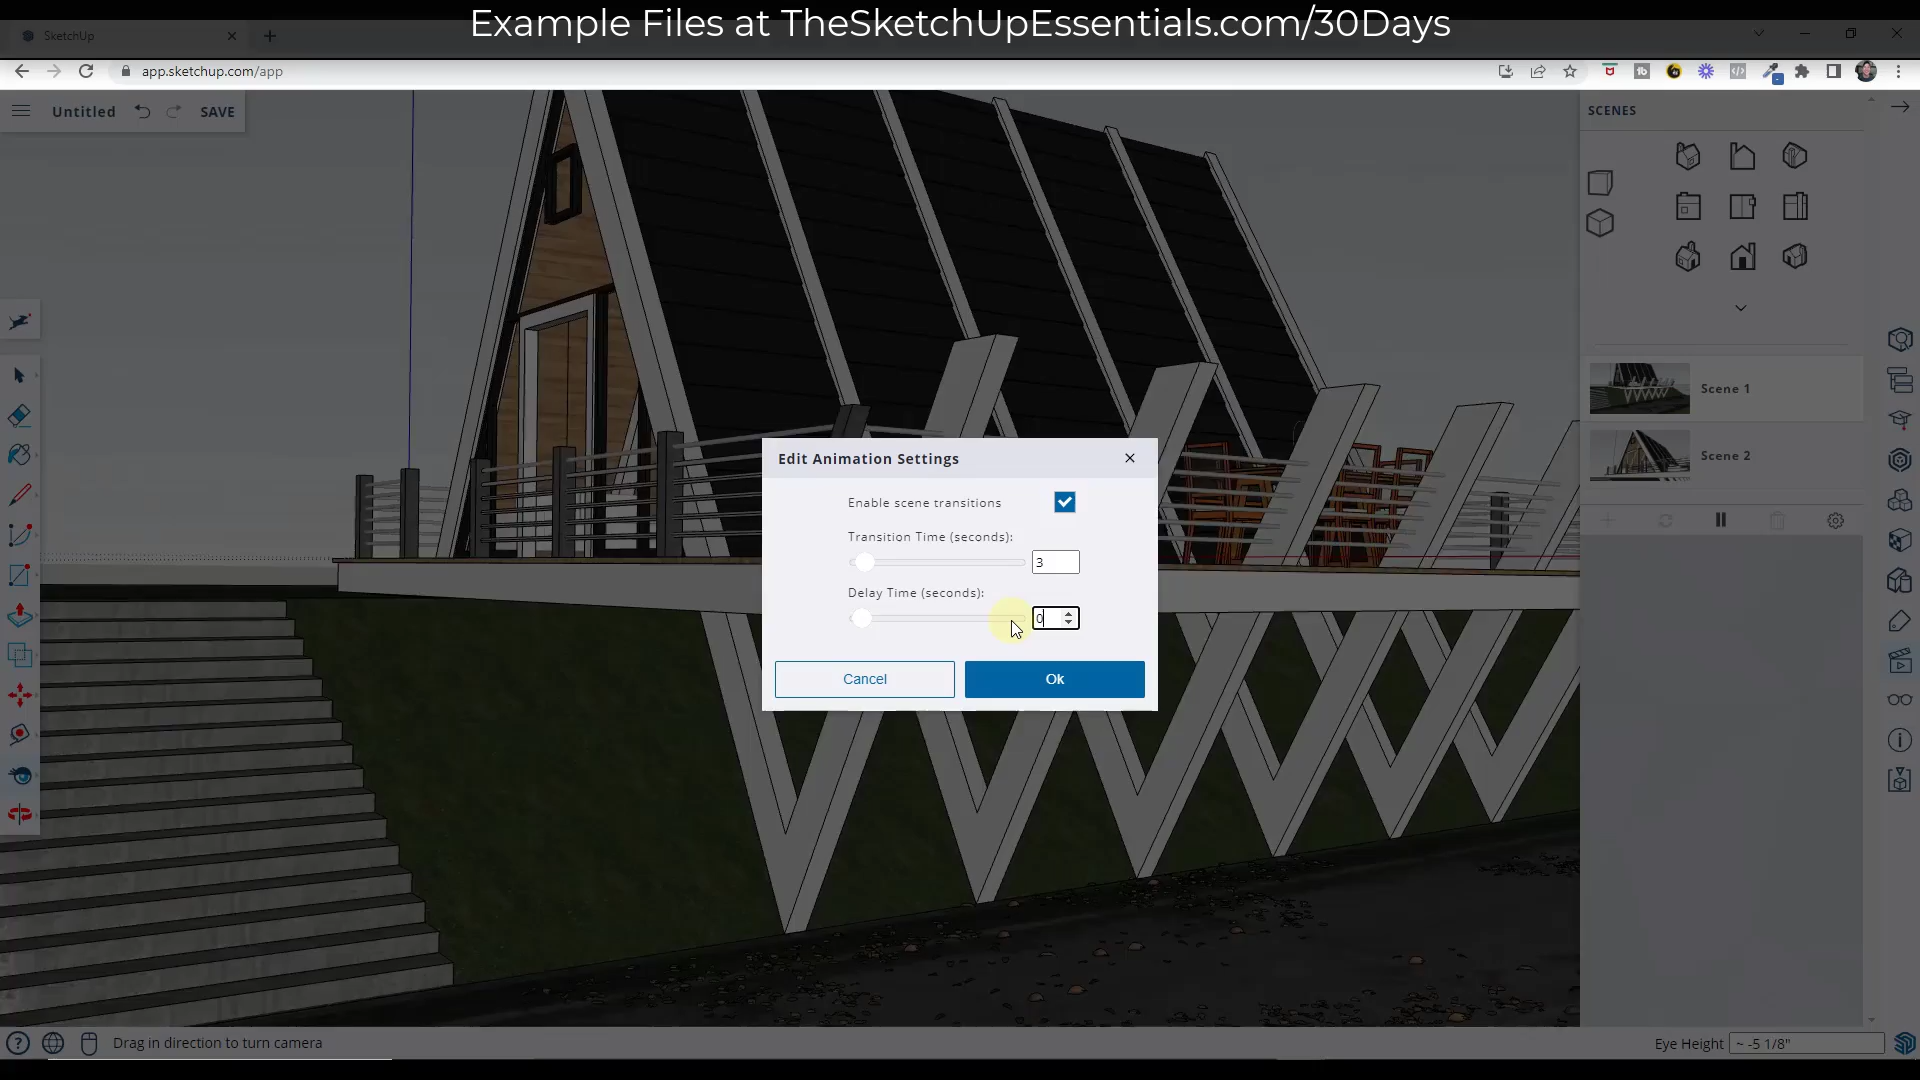 Example Files at TheSketchUpEssentials.com/30Days
SketchUp
app.sketchup.com/app
Untitled
SAVE
SCENES
Scene 1
Scene 2
Edit Animation Settings
Enable scene transitions
Transition Time (seconds):
3
Delay Time (seconds):
0
Cancel
Ok
Drag in direction to turn camera
Eye Height
~ -5 1/8"